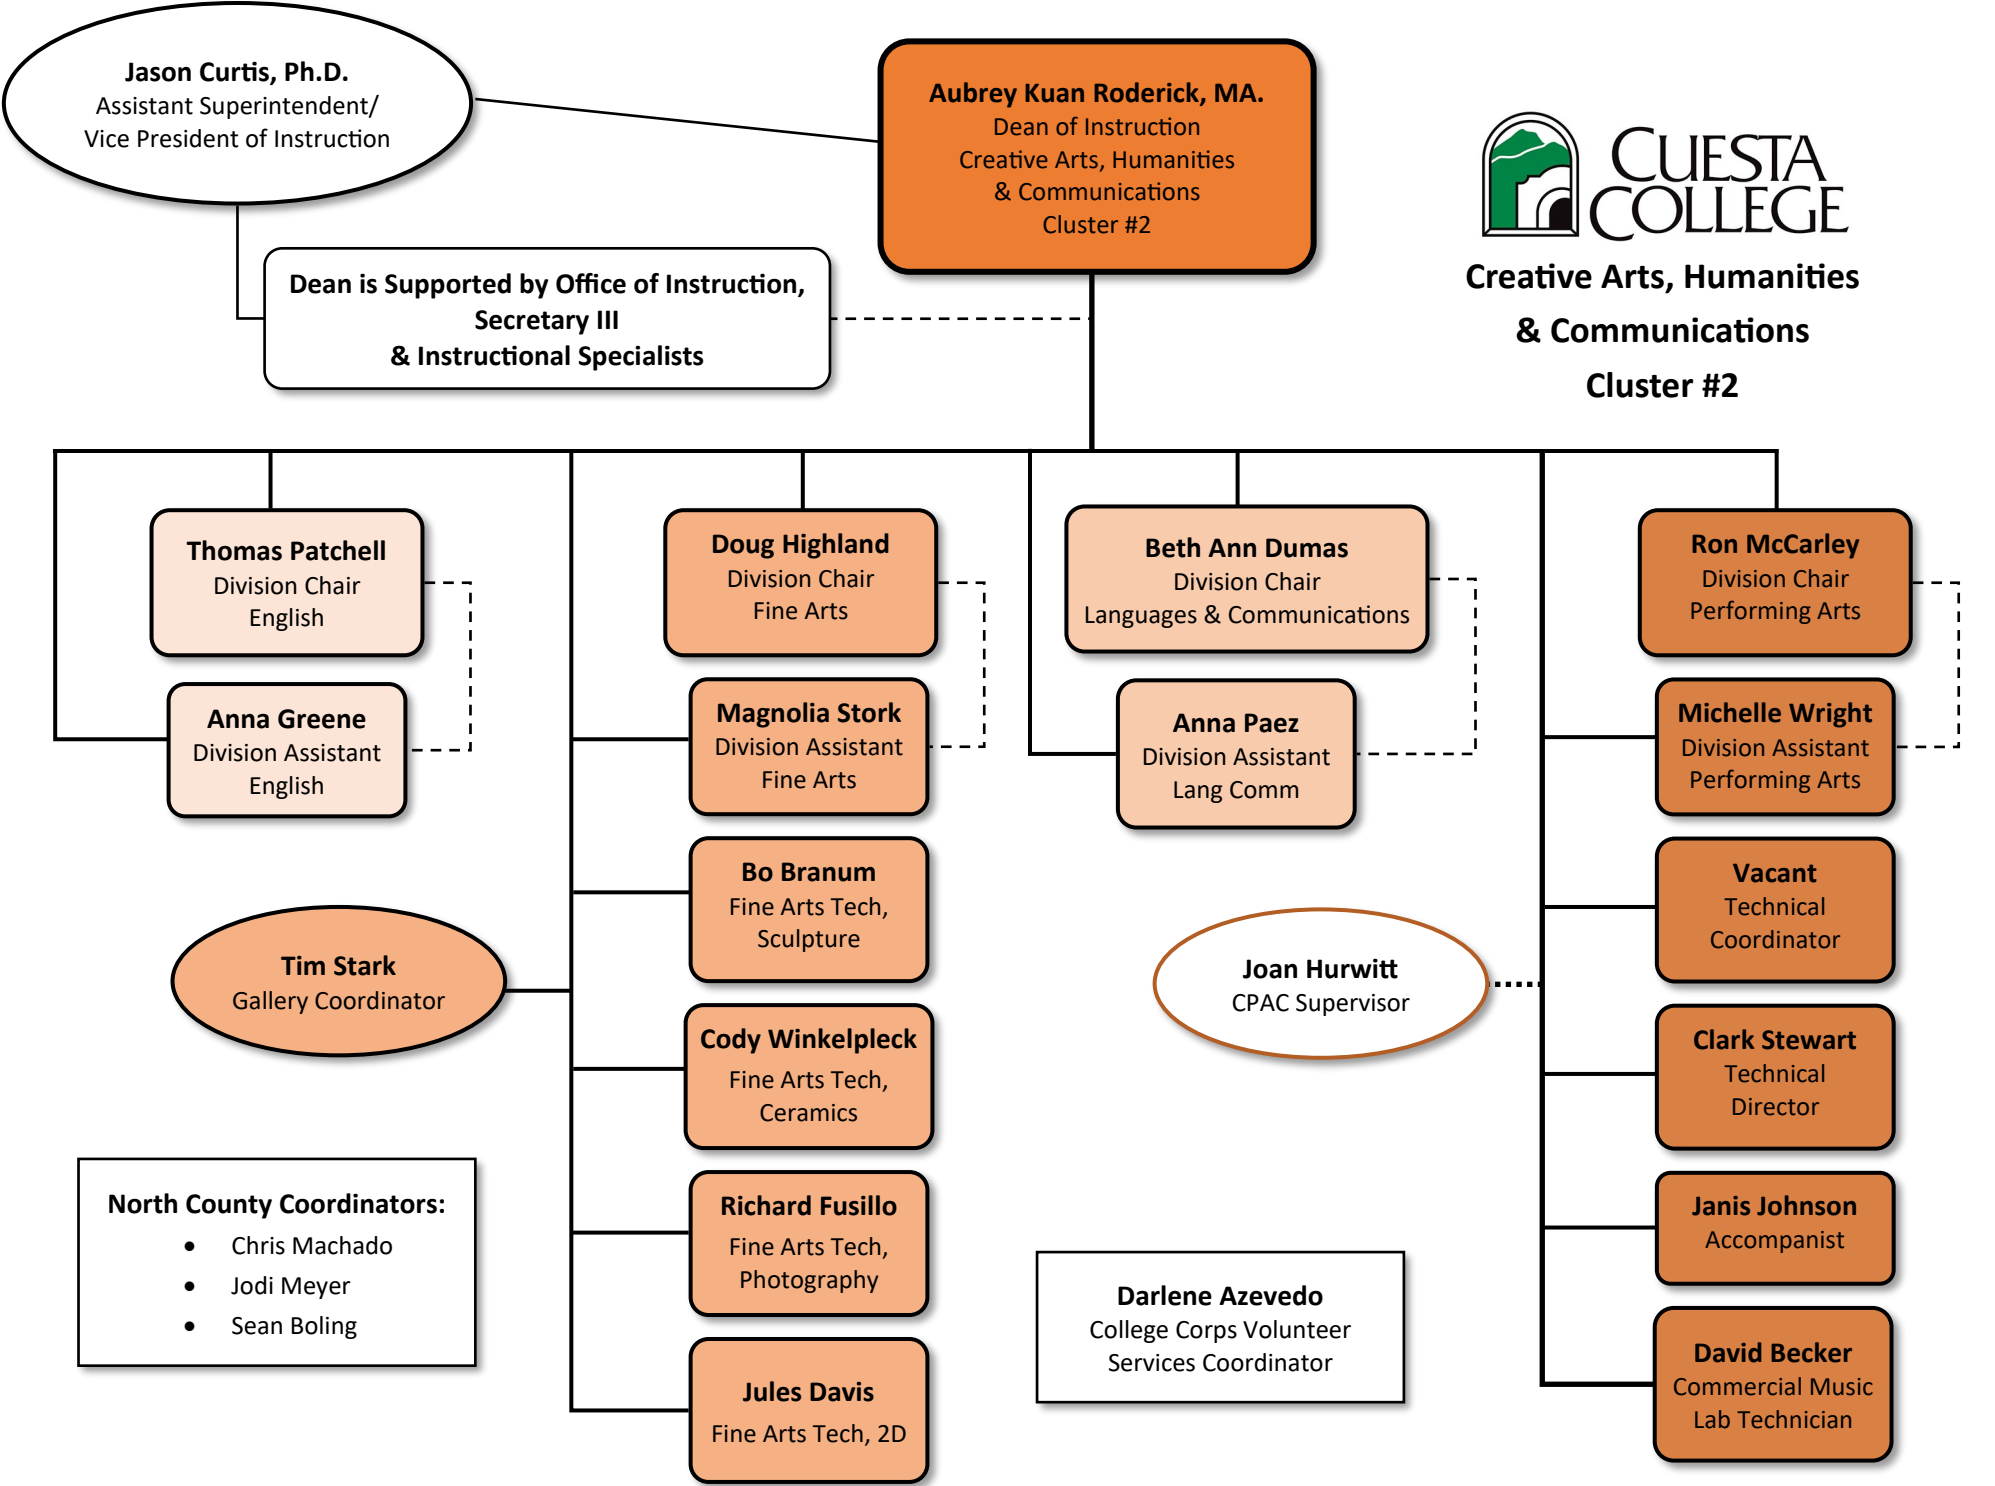 Jason Curtis, Ph.D.
Assistant Superintendent/
Vice President of Instruction
Aubrey Kuan Roderick, MA.
Dean of Instruction
Creative Arts, Humanities
& Communications
Cluster #2
CUESTA
COLLEGE
Creative Arts, Humanities
& Communications
Cluster #2
Dean is Supported by Office of Instruction,
Secretary III
& Instructional Specialists
Thomas Patchell
Division Chair
English
Anna Greene
Division Assistant
English
Doug Highland
Division Chair
Fine Arts
Magnolia Stork
Division Assistant
Fine Arts
Bo Branum
Fine Arts Tech,
Sculpture
Tim Stark
Gallery Coordinator
Cody Winkelpleck
Fine Arts Tech,
Ceramics
Richard Fusillo
Fine Arts Tech,
Photography
Jules Davis
Fine Arts Tech, 2D
Beth Ann Dumas
Division Chair
Languages & Communications
Anna Paez
Division Assistant
Lang Comm
Ron McCarley
Division Chair
Performing Arts
Michelle Wright
Division Assistant
Performing Arts
Vacant
Technical
Coordinator
Joan Hurwitt
CPAC Supervisor
Clark Stewart
Technical
Director
Janis Johnson
Accompanist
David Becker
Commercial Music
Lab Technician
North County Coordinators:
• Chris Machado
• Jodi Meyer
• Sean Boling
Darlene Azevedo
College Corps Volunteer
Services Coordinator